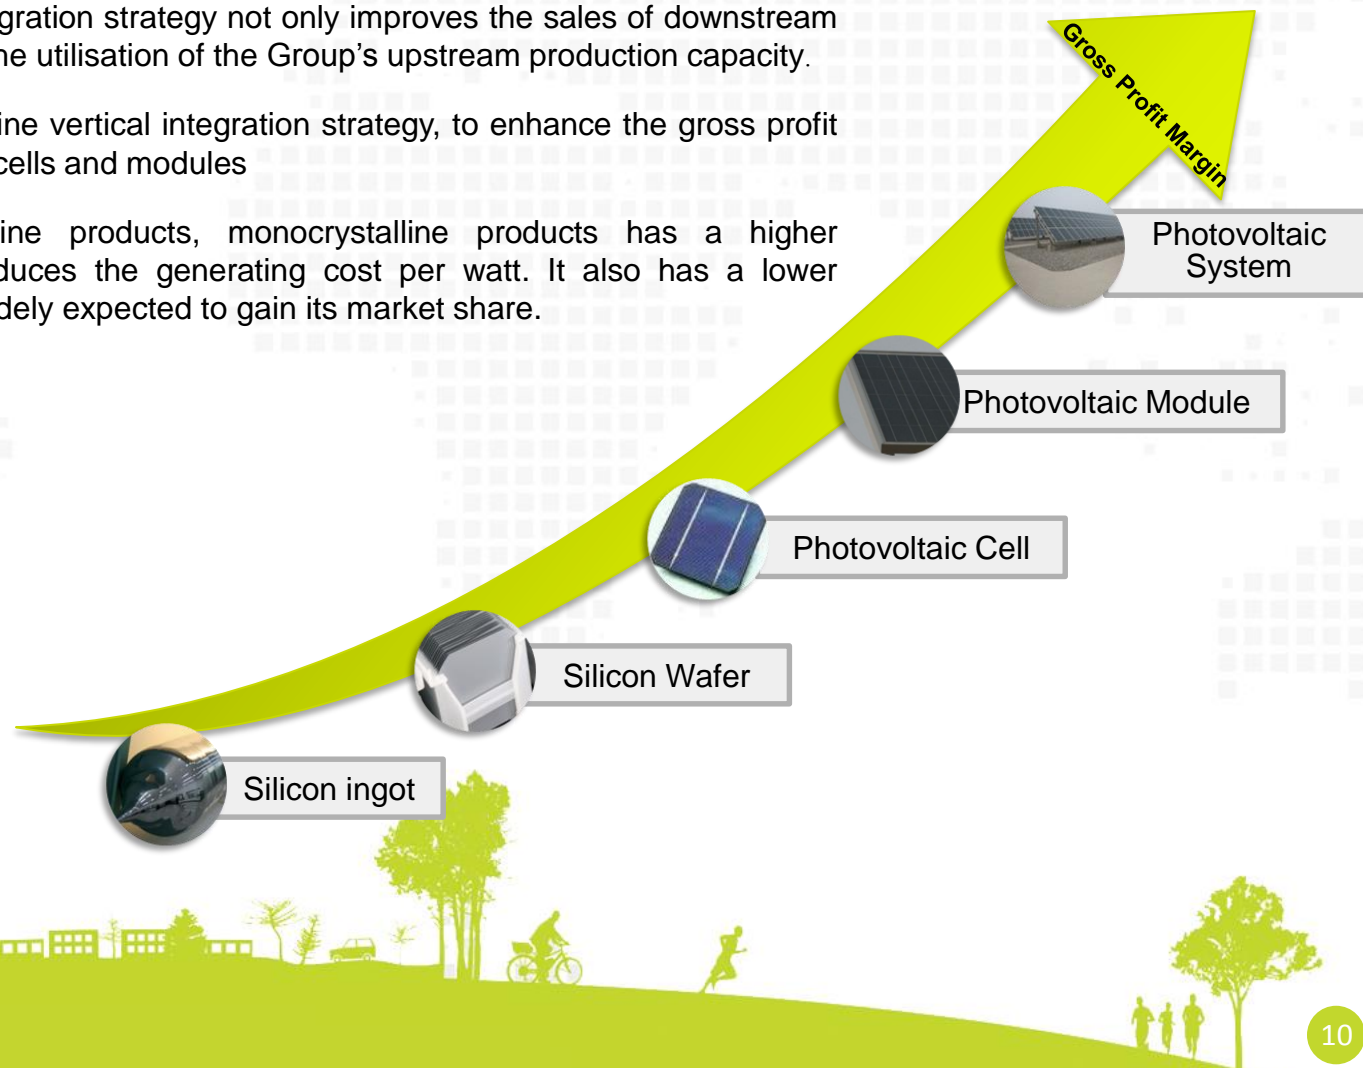 gration strategy not only improves the sales of downstream
ne utilisation of the Group’s upstream production capacity.
ine vertical integration strategy, to enhance the gross profit
cells and modules
ine products, monocrystalline products has a higher
duces the generating cost per watt. It also has a lower
dely expected to gain its market share.
Gross Profit Margin
Photovoltaic
System
Photovoltaic Module
Photovoltaic Cell
Silicon Wafer
Silicon ingot
10